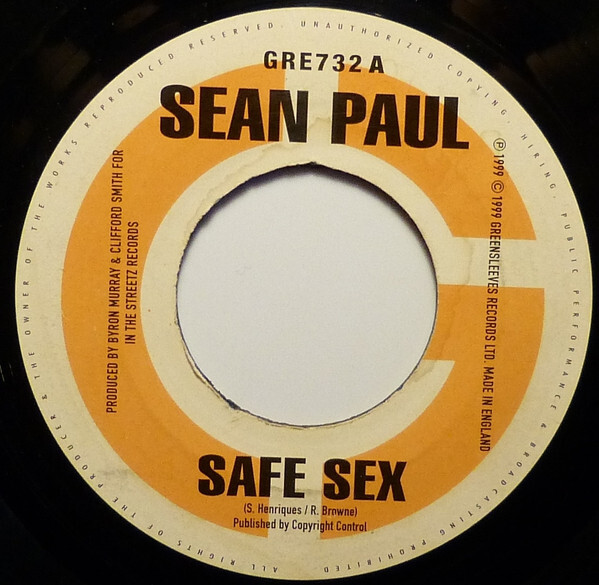 GRE732 A
SEAN PAUL
PRODUCED BY BYRON MURRAY & CLIFFORD SMITH FOR
IN THE STREETZ RECORDS
℗ 1999 © 1999 GREENSLEEVES RECORDS LTD. MADE IN ENGLAND
SAFE SEX
(S. Henriques / R. Browne)
Published by Copyright Control
ALL RIGHTS OF THE PRODUCER & THE OWNER OF THE WORKS REPRODUCED RESERVED. UNAUTHORIZED COPYING, HIRING, PUBLIC PERFORMANCE & BROADCASTING PROHIBITED